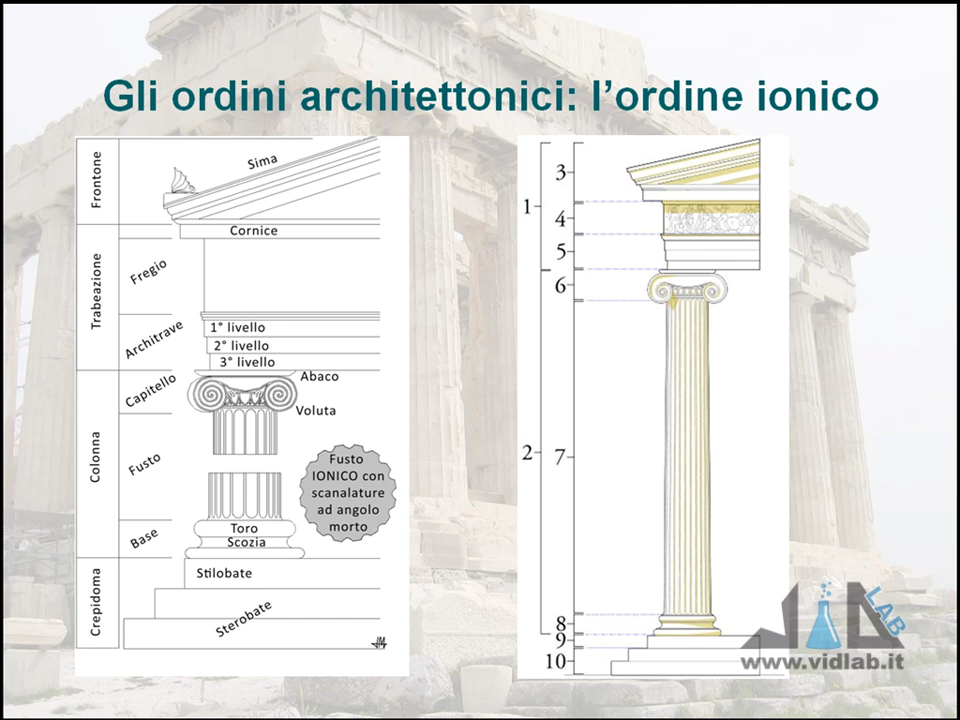 Gli ordini architettonici: l'ordine ionico
Frontone
Sima
Cornice
Trabeazione
Fregio
Architrave
1° livello
2° livello
3° livello
Colonna
Capitello
Abaco
Voluta
Fusto
Fusto
IONICO con
scanalature
ad angolo
morto
Base
Toro
Scozia
Crepidoma
Stilobate
Sterobate
1
3
4
5
2
6
7
8
9
10
LAB
www.vidlab.it